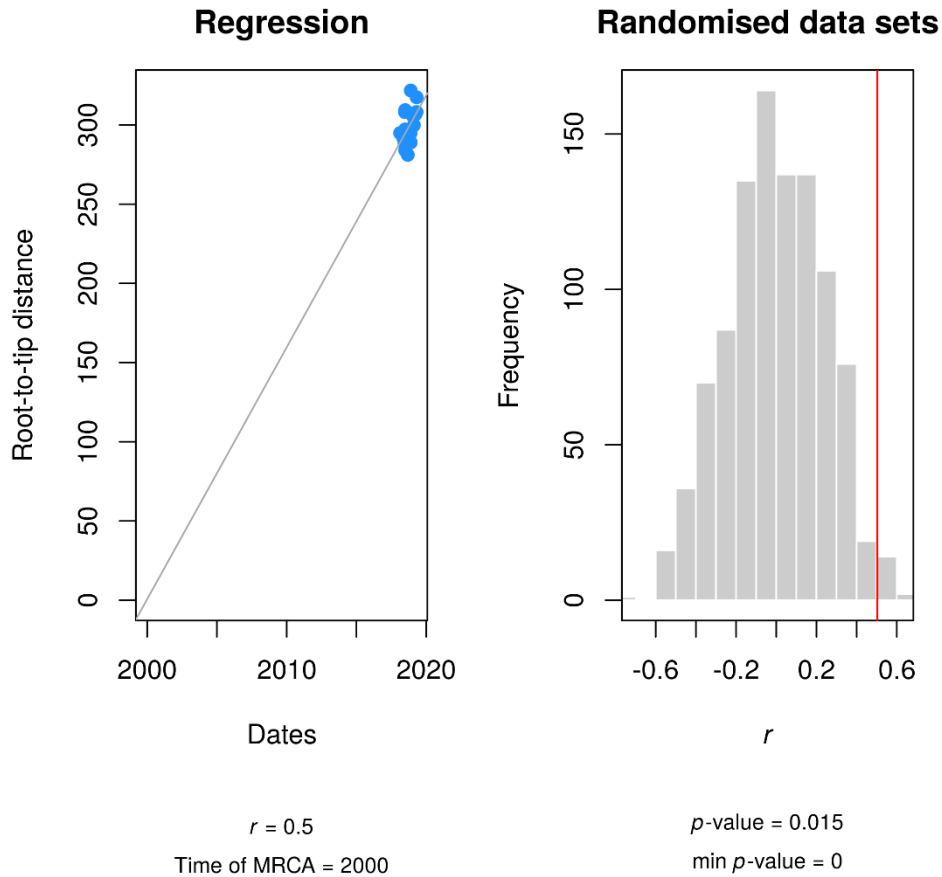 Regression
Root-to-tip distance
0
50
100
150
200
250
300
2000
2010
2020
Dates
r = 0.5
Time of MRCA = 2000
Randomised data sets
Frequency
0
50
100
150
-0.6
-0.2
0.2
0.6
r
p-value = 0.015
min p-value = 0